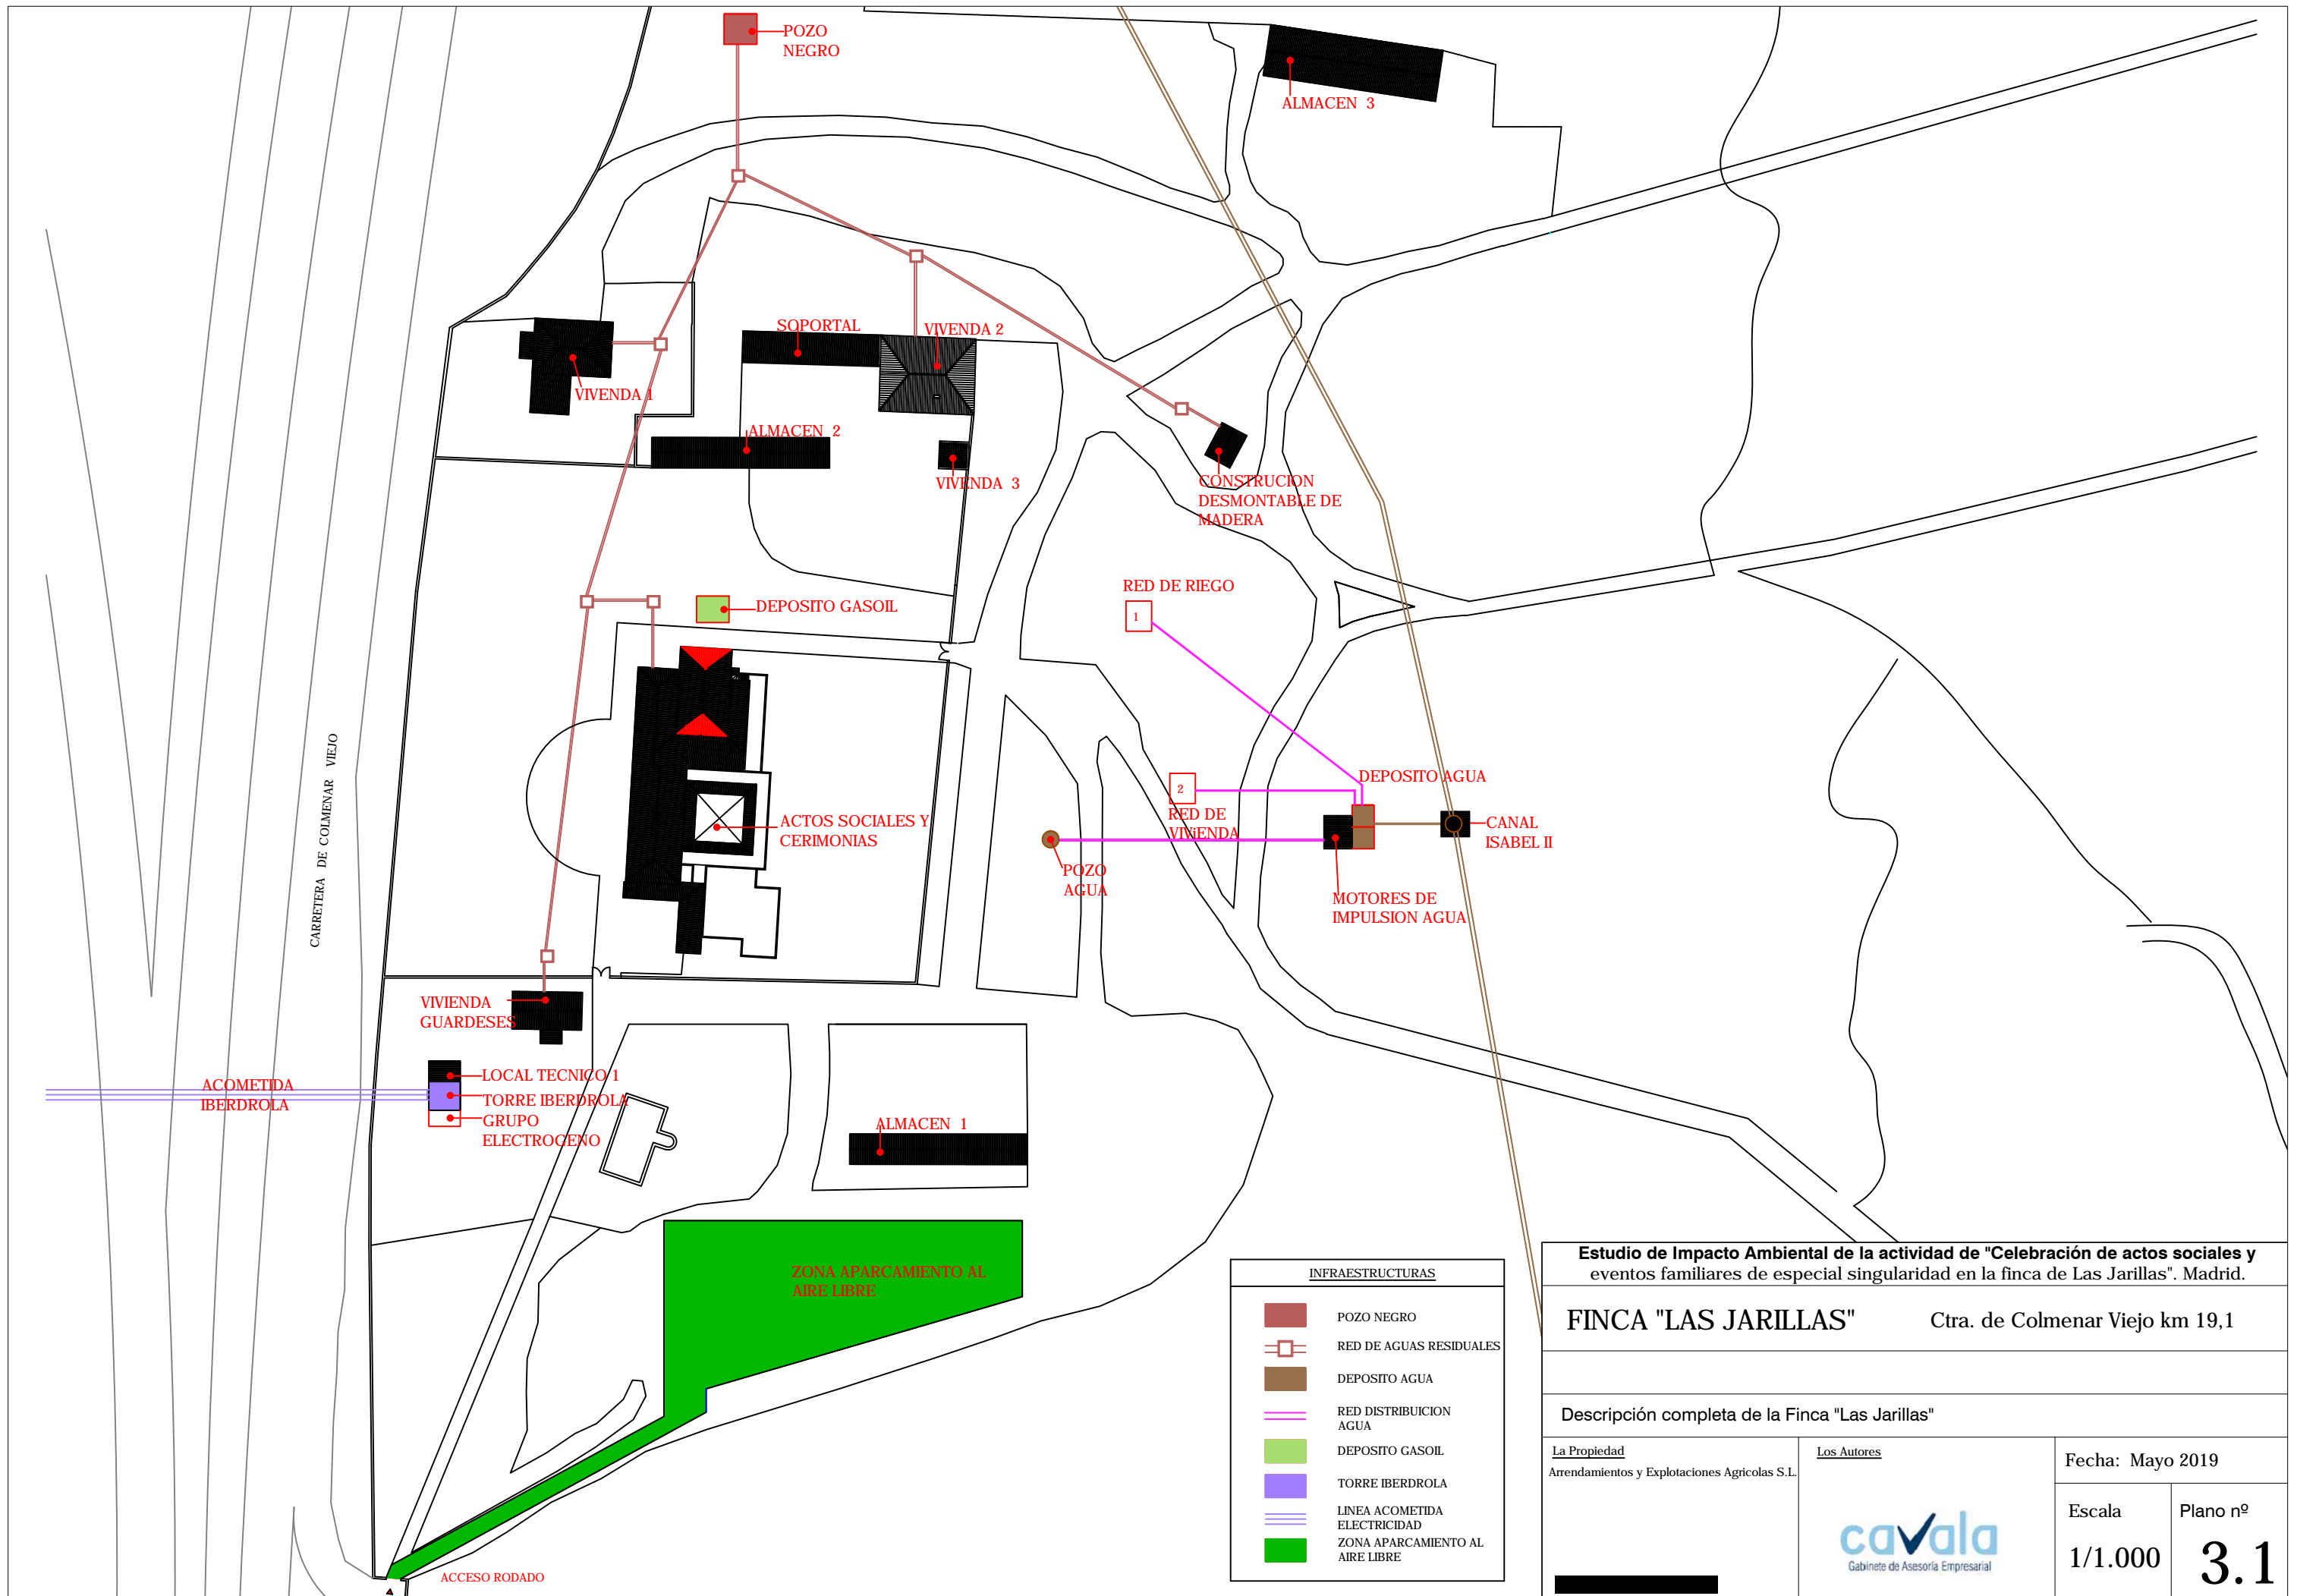 POZO
NEGRO
ALMACEN 3
SOPORTAL
VIVENDA 2
VIVENDA 1
ALMACEN 2
VIVENDA 3
CONSTRUCION
DESMONTABLE DE
MADERA
RED DE RIEGO
1
DEPOSITO GASOIL
CARRETERA DE COLMENAR VIEJO
DEPOSITO AGUA
2
RED DE
VIViENDA
ACTOS SOCIALES Y
CERIMONIAS
CANAL
ISABEL II
POZO
AGUA
MOTORES DE
IMPULSION AGUA
VIVIENDA
GUARDESES
LOCAL TECNICO 1
ACOMETIDA
IBERDROLA
TORRE IBERDROLA
GRUPO
ELECTROGENO
ALMACEN 1
ZONA APARCAMIENTO AL
AIRE LIBRE
ACCESO RODADO
INFRAESTRUCTURAS
POZO NEGRO
RED DE AGUAS RESIDUALES
DEPOSITO AGUA
RED DISTRIBUICION
AGUA
DEPOSITO GASOIL
TORRE IBERDROLA
LINEA ACOMETIDA
ELECTRICIDAD
ZONA APARCAMIENTO AL
AIRE LIBRE
Estudio de Impacto Ambiental de la actividad de "Celebración de actos sociales y
eventos familiares de especial singularidad en la finca de Las Jarillas". Madrid.
FINCA "LAS JARILLAS" Ctra. de Colmenar Viejo km 19,1
Descripción completa de la Finca "Las Jarillas"
La Propiedad
Arrendamientos y Explotaciones Agricolas S.L.
Los Autores
cavala
Gabinete de Asesoría Empresarial
Fecha: Mayo 2019
Escala
1/1.000
Plano nº
3.1